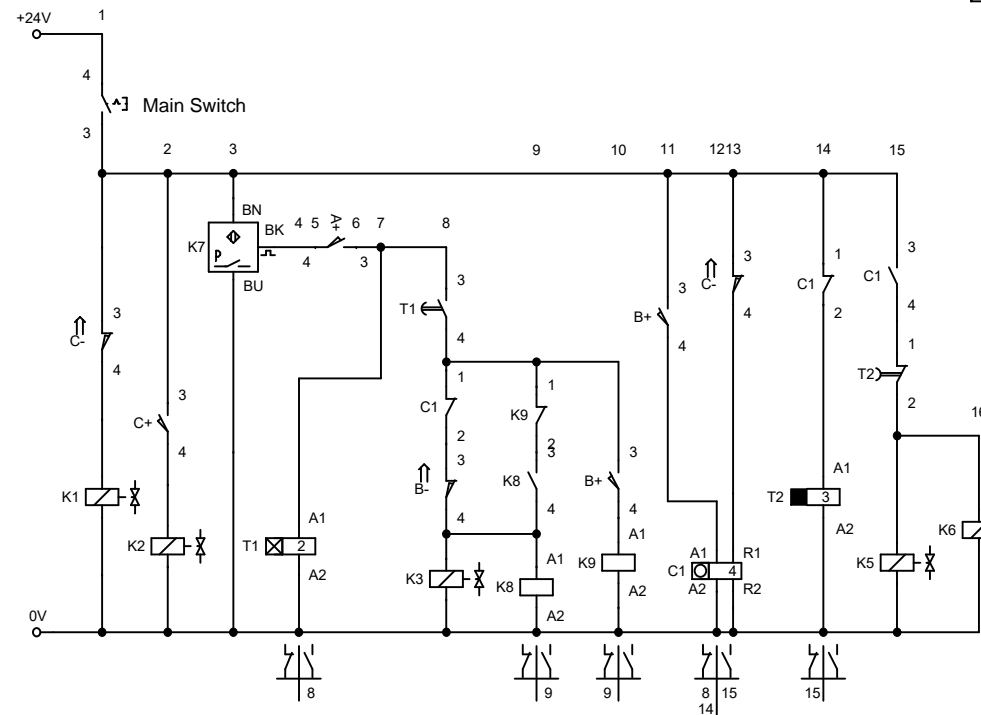 +24V 1
4
Main Switch
3
2 3 9 10 11 12 13 14 15
BN
BK 4 5 A+ 6 7 8
K7 P
4 3
BU
3 3 3 1 3
C- T1 B+ C- C1 C1
3 4 4 4 2 4
4 1 1 1
C1 K9 T2
3 2 2 2
C+ 3 3 3 16
4 B- K8 B+
4 4 4 A1
K1 T2 3
A1 A1 A2
K2 T1 2 A1 K9 A1 R1 K6
A2 K3 K8 A2 C1 4 K5
A2 A2 R2
0V
8 9 9 8 15 15
14